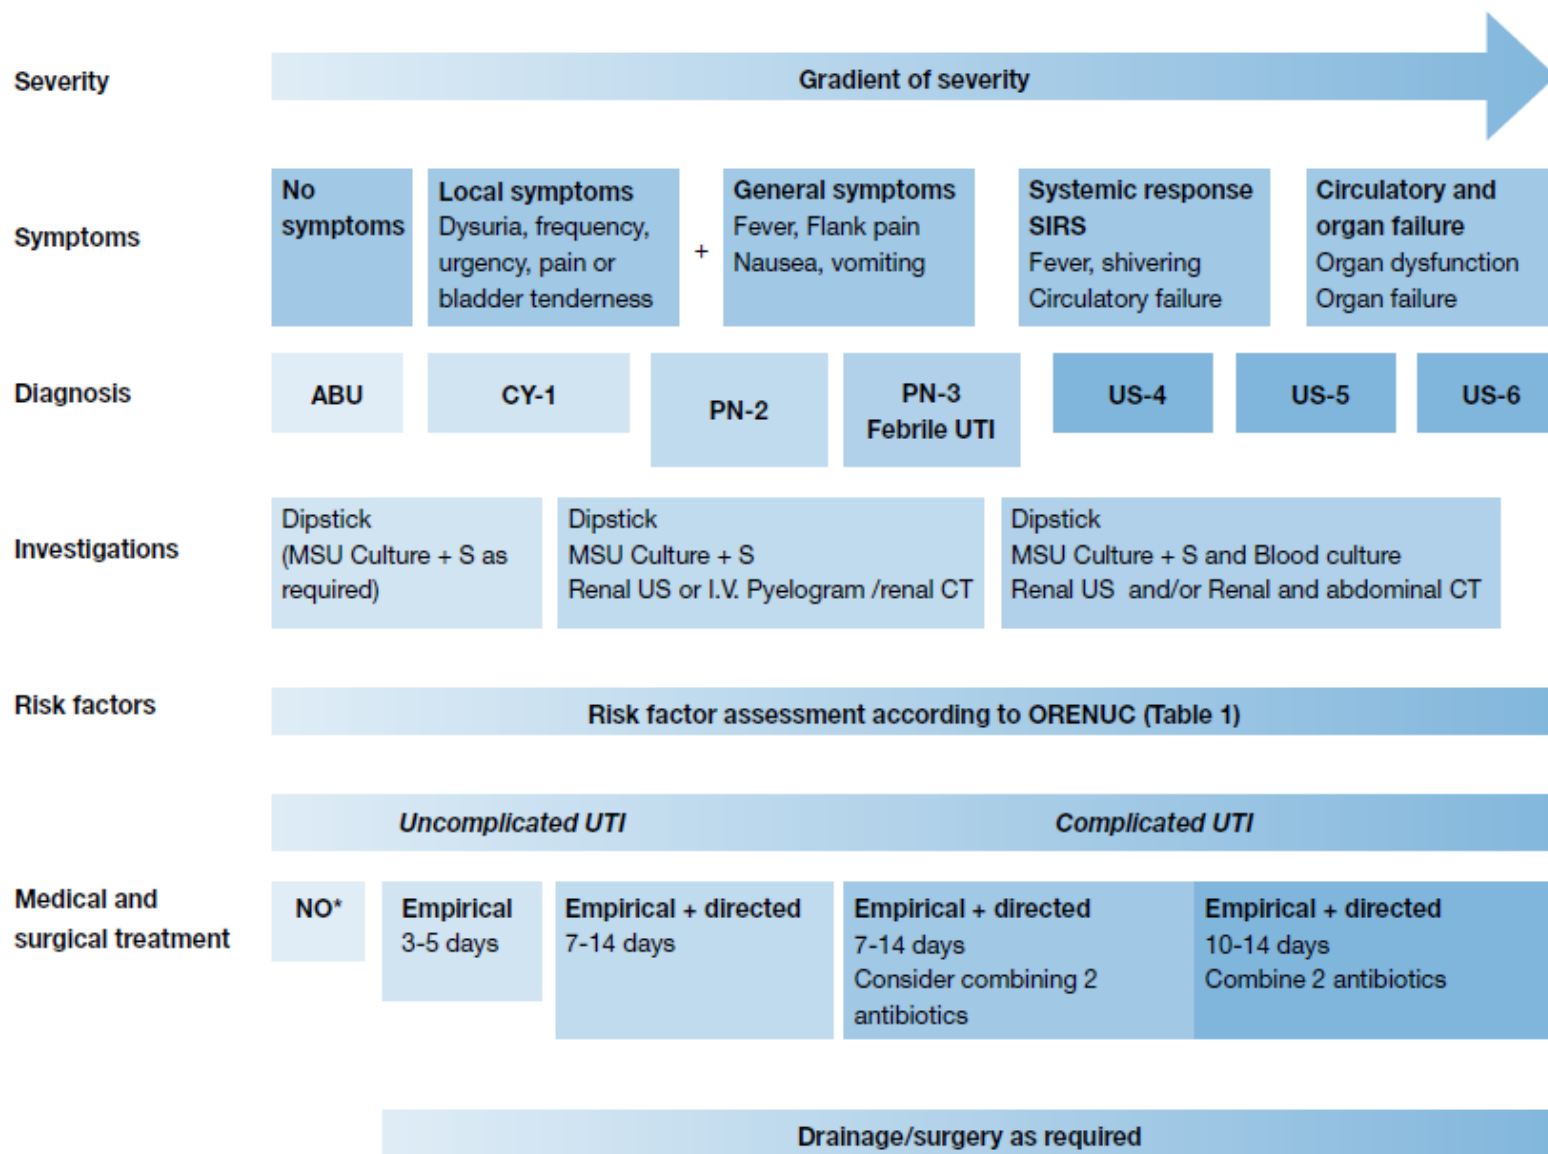 Severity
Gradient of severity
Symptoms
No
symptoms
Local symptoms
Dysuria, frequency,
urgency, pain or
bladder tenderness
+
General symptoms
Fever, Flank pain
Nausea, vomiting
Systemic response
SIRS
Fever, shivering
Circulatory failure
Circulatory and
organ failure
Organ dysfunction
Organ failure
Diagnosis
ABU
CY-1
PN-2
PN-3
Febrile UTI
US-4
US-5
US-6
Investigations
Dipstick
(MSU Culture + S as
required)
Dipstick
MSU Culture + S
Renal US or I.V. Pyelogram /renal CT
Dipstick
MSU Culture + S and Blood culture
Renal US and/or Renal and abdominal CT
Risk factors
Risk factor assessment according to ORENUC (Table 1)
Uncomplicated UTI
Complicated UTI
Medical and
surgical treatment
NO*
Empirical
3-5 days
Empirical + directed
7-14 days
Empirical + directed
7-14 days
Consider combining 2
antibiotics
Empirical + directed
10-14 days
Combine 2 antibiotics
Drainage/surgery as required